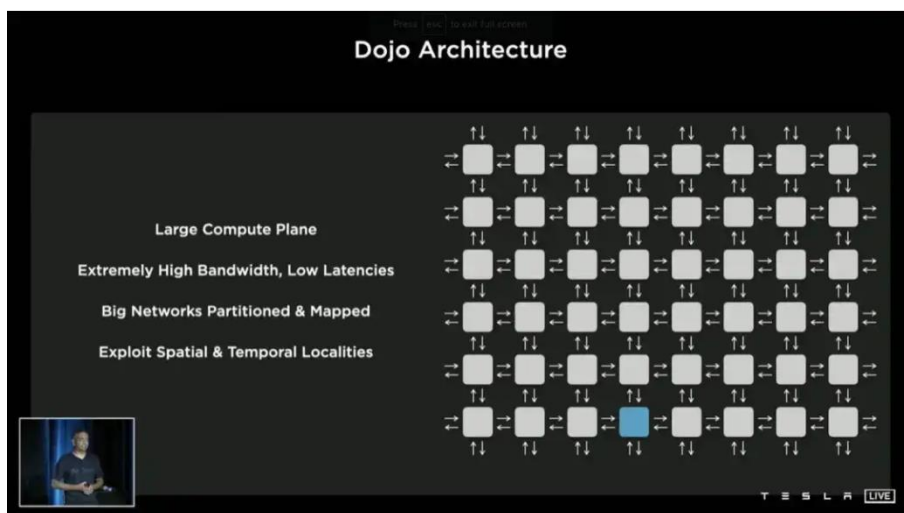 Press esc to exit full screen
Dojo Architecture
Large Compute Plane
Extremely High Bandwidth, Low Latencies
Big Networks Partitioned & Mapped
Exploit Spatial & Temporal Localities
TESLA LIVE